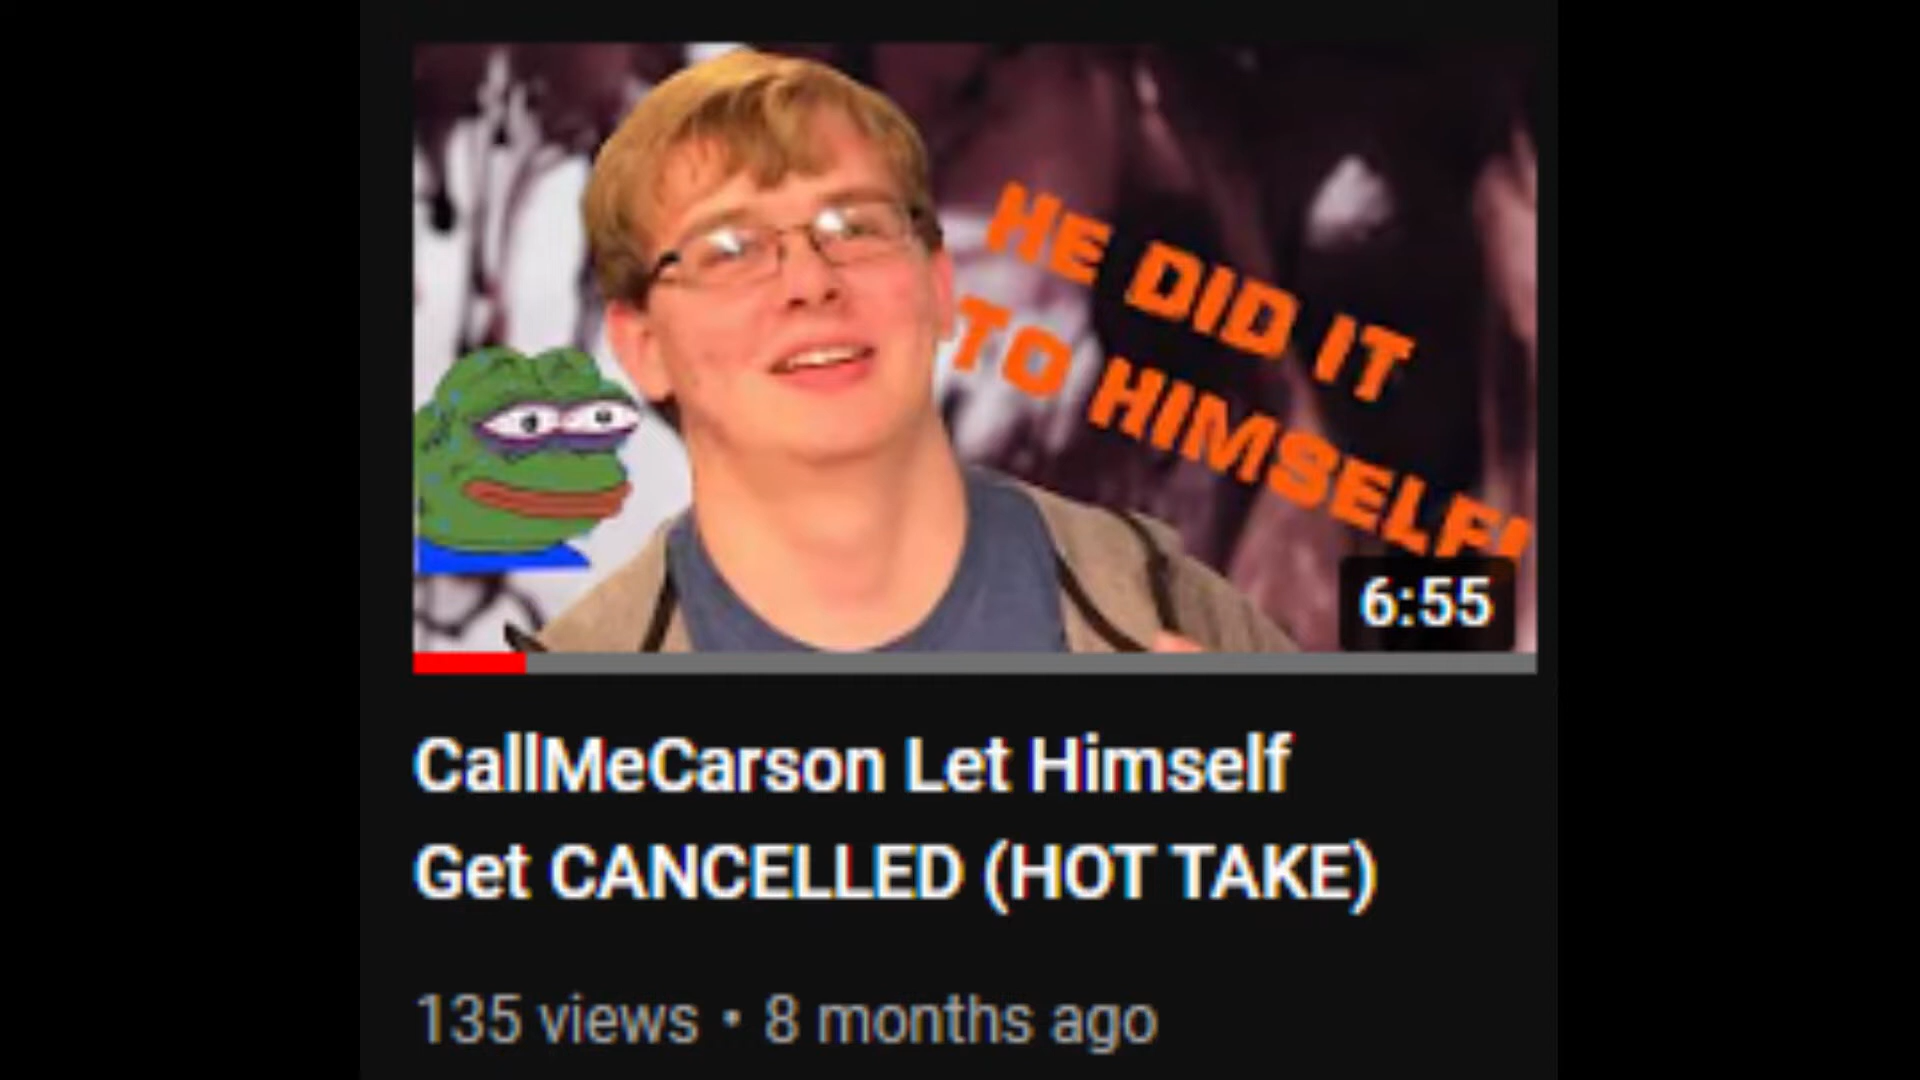 HE DID IT
TO HIMSELF!
6:55
CallMeCarson Let Himself
Get CANCELLED (HOT TAKE)
135 views • 8 months ago